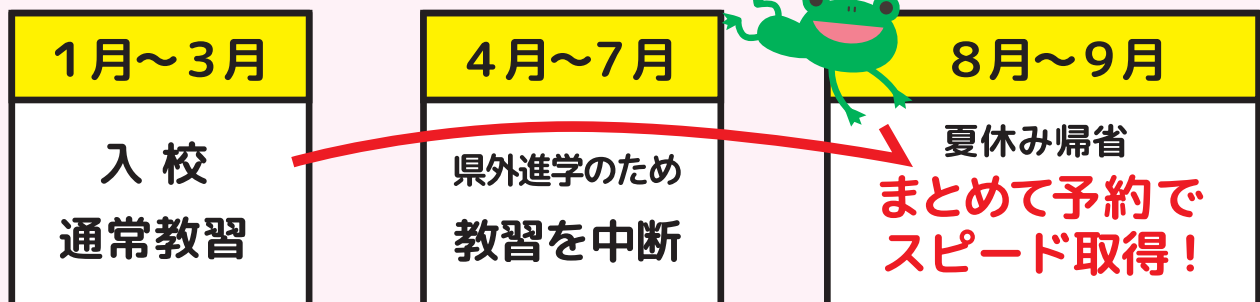 1月～3月
入 校
通常教習
4月～7月
県外進学のため
教習を中断
8月～9月
夏休み帰省
まとめて予約で
スピード取得！